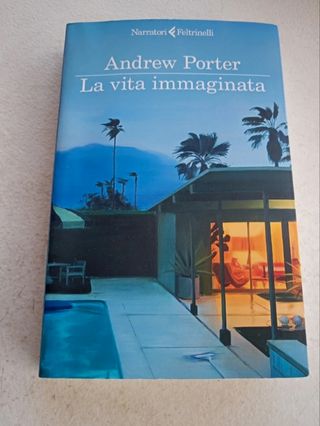 Narratori Feltrinelli
Andrew Porter
La vita immaginata